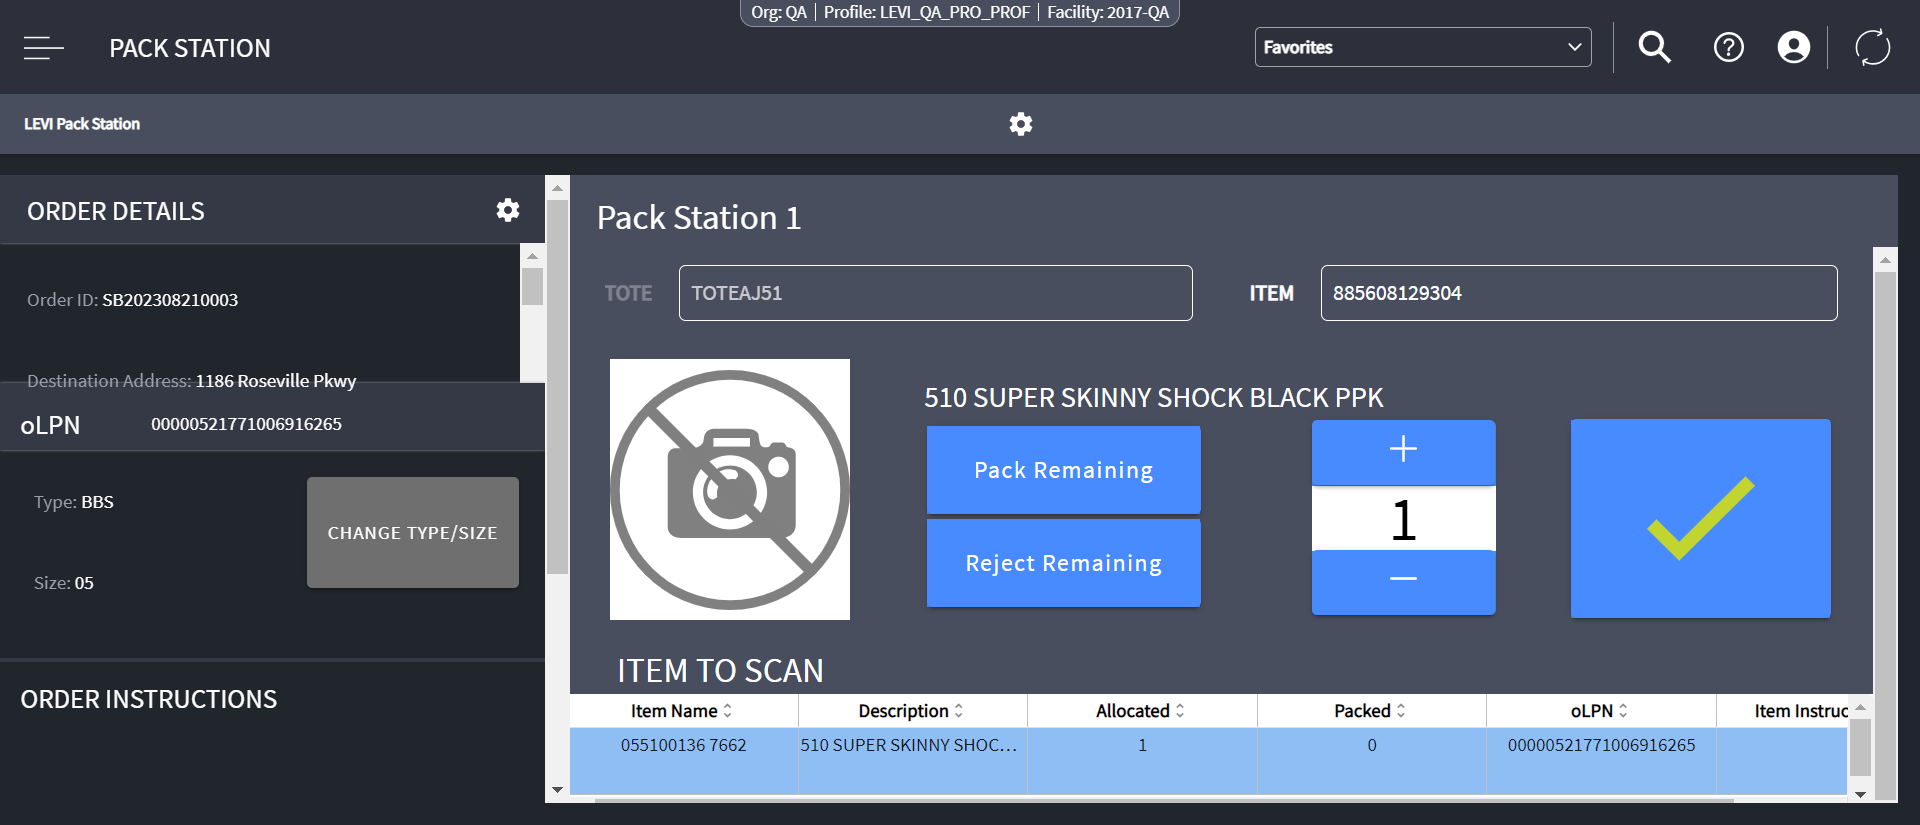 Org: QA | Profile: LEVI_QA_PRO_PROF | Facility: 2017-QA
PACK STATION
Favorites
LEVI Pack Station
ORDER DETAILS
Order ID: SB202308210003
Destination Address: 1186 Roseville Pkwy
oLPN 00000521771006916265
Type: BBS
CHANGE TYPE/SIZE
Size: 05
ORDER INSTRUCTIONS
Pack Station 1
TOTE TOTEAJ51 ITEM 885608129304
510 SUPER SKINNY SHOCK BLACK PPK
Pack Remaining
Reject Remaining
+
1
−
ITEM TO SCAN
Item Name Description Allocated Packed oLPN Item Instruc
055100136 7662 510 SUPER SKINNY SHOC... 1 0 00000521771006916265